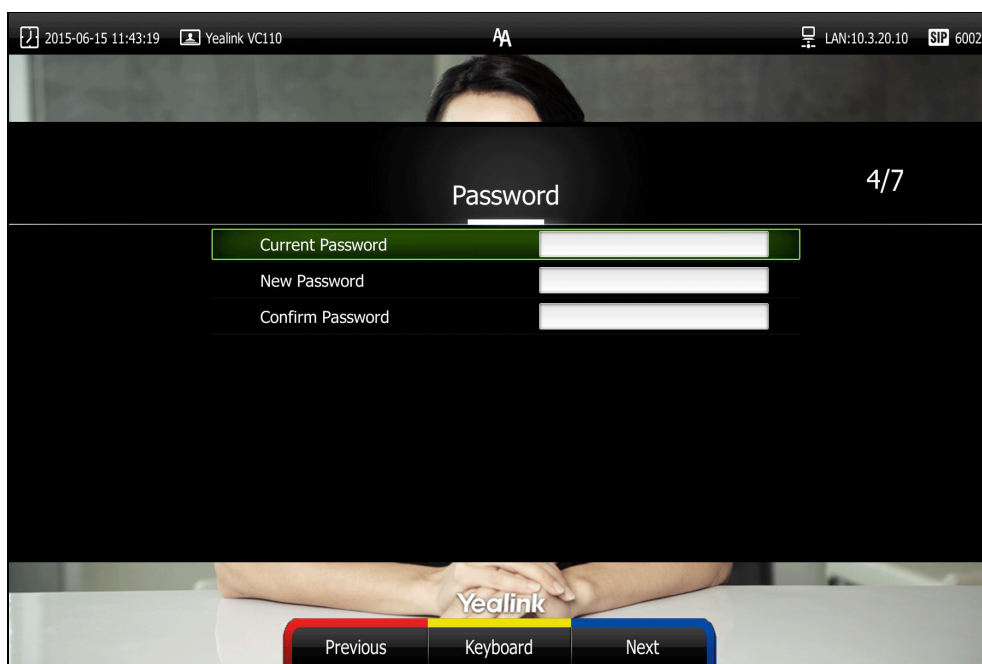 2015-06-15 11:43:19 Yealink VC110 AA LAN:10.3.20.10 SIP 6002
4/7
Password
Current Password
New Password
Confirm Password
Yealink
Previous Keyboard Next